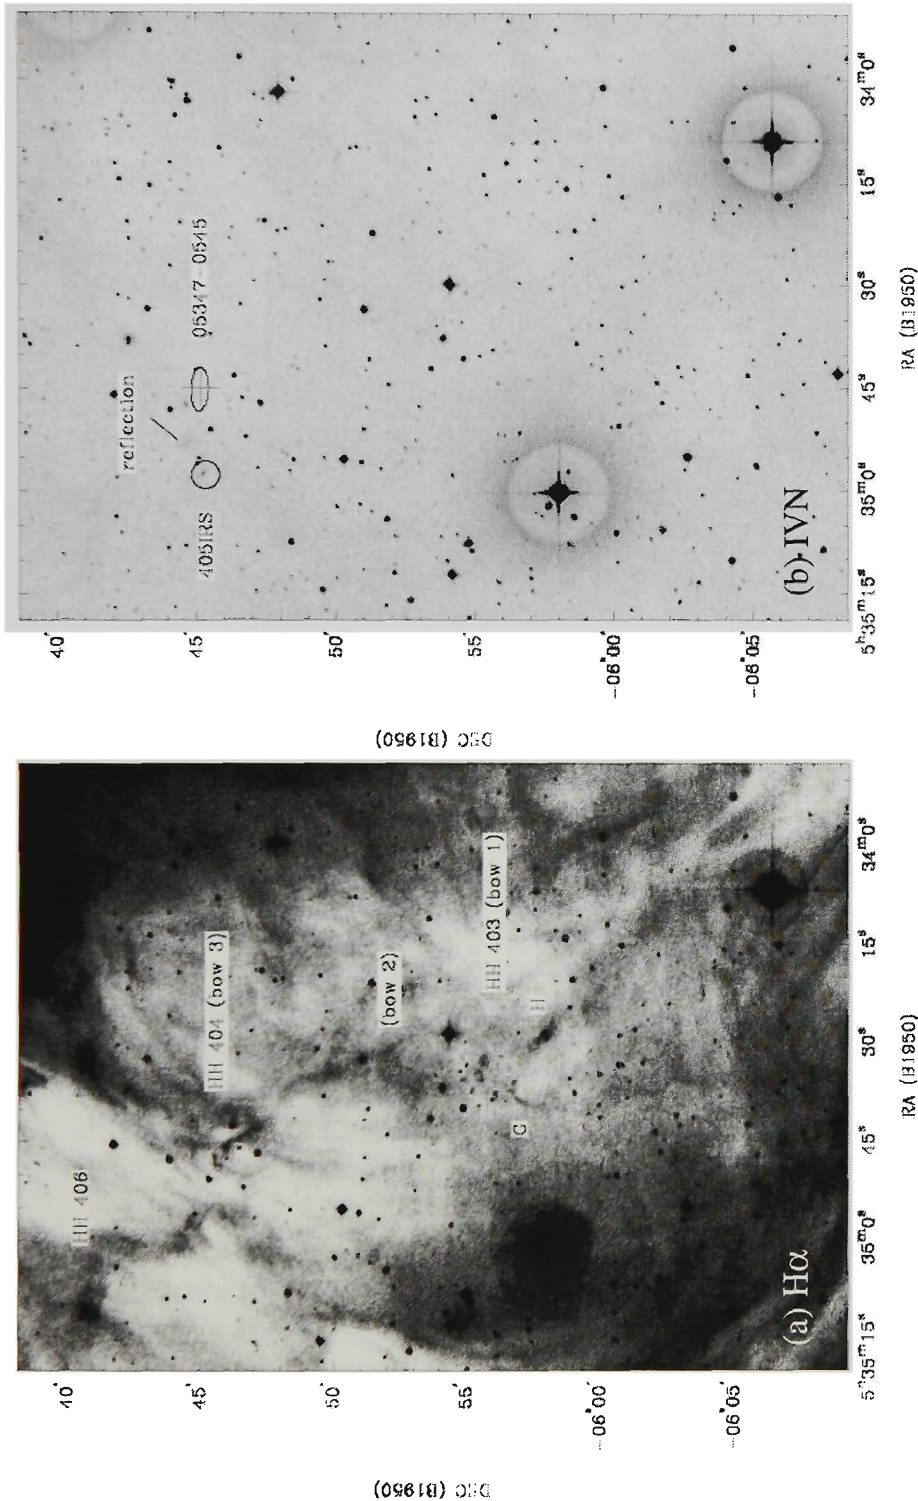 (a) Hα
HH 406
HH 404 (bow 3)
(bow 2)
HH 403 (bow 1)
G
H
40'
45'
50'
55'
-06°00'
-06°05'
DEC (B1950)
5ʰ35ᵐ15ˢ
35ᵐ0ˢ
45ˢ
30ˢ
15ˢ
34ᵐ0ˢ
RA (B1950)
(b) IVN
reflection
05347-0545
405IRS
40'
45'
50'
55'
-06°00'
-06°05'
DEC (B1950)
5ʰ35ᵐ15ˢ
35ᵐ0ˢ
45ˢ
30ˢ
15ˢ
34ᵐ0ˢ
RA (B1950)